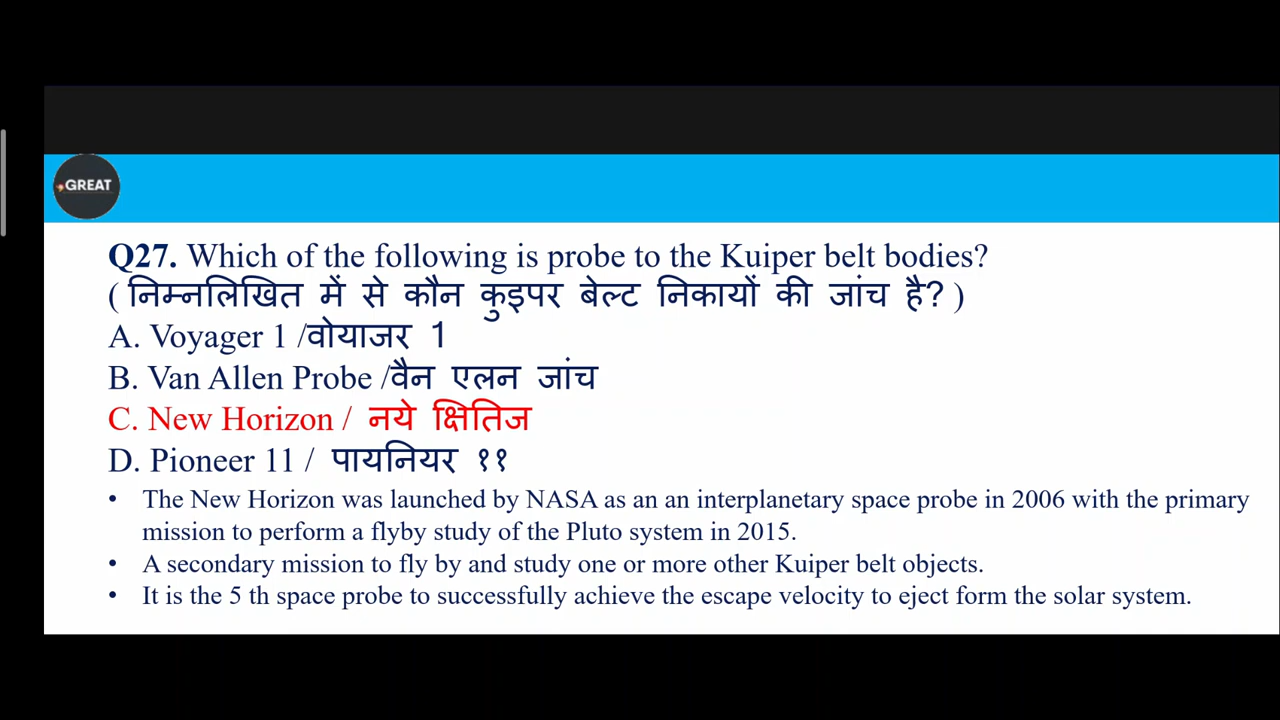 GREAT
Q27. Which of the following is probe to the Kuiper belt bodies?
( निम्नलिखित में से कौन कुइपर बेल्ट निकायों की जांच है? )
A. Voyager 1 /वोयाजर 1
B. Van Allen Probe /वैन एलन जांच
C. New Horizon / नये क्षितिज
D. Pioneer 11 / पायनियर ११
• The New Horizon was launched by NASA as an an interplanetary space probe in 2006 with the primary
mission to perform a flyby study of the Pluto system in 2015.
• A secondary mission to fly by and study one or more other Kuiper belt objects.
• It is the 5 th space probe to successfully achieve the escape velocity to eject form the solar system.